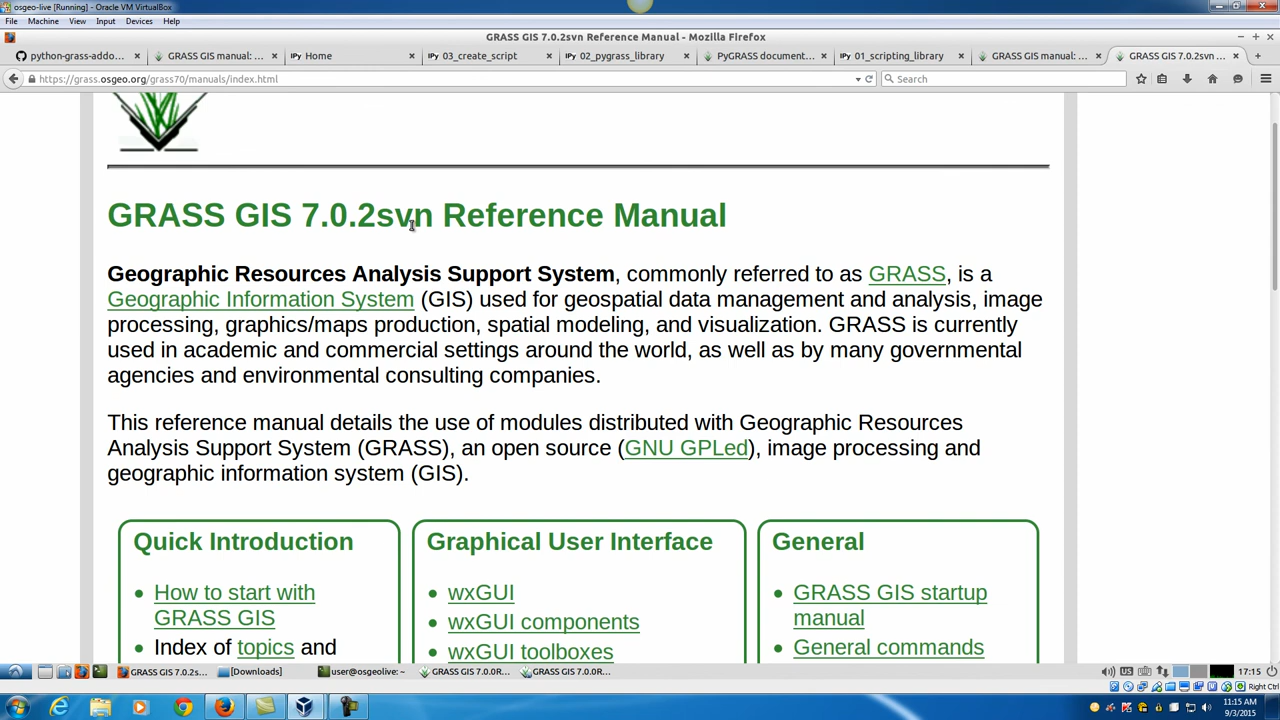 osgeo-live [Running] - Oracle VM VirtualBox
File Machine View Input Devices Help
GRASS GIS 7.0.2svn Reference Manual - Mozilla Firefox
python-grass-addo...
GRASS GIS manual: ...
IPy Home
IPy 03_create_script
IPy 02_pygrass_library
PyGRASS document...
IPy 01_scripting_library
GRASS GIS manual: ...
GRASS GIS 7.0.2svn ...
https://grass.osgeo.org/grass70/manuals/index.html
Search
GRASS GIS 7.0.2svn Reference Manual
Geographic Resources Analysis Support System, commonly referred to as GRASS, is a
Geographic Information System (GIS) used for geospatial data management and analysis, image
processing, graphics/maps production, spatial modeling, and visualization. GRASS is currently
used in academic and commercial settings around the world, as well as by many governmental
agencies and environmental consulting companies.
This reference manual details the use of modules distributed with Geographic Resources
Analysis Support System (GRASS), an open source (GNU GPLed), image processing and
geographic information system (GIS).
Quick Introduction
How to start with
GRASS GIS
Index of topics and
Graphical User Interface
wxGUI
wxGUI components
wxGUI toolboxes
General
GRASS GIS startup
manual
General commands
GRASS GIS 7.0.2s...
[Downloads]
user@osgeolive: ~
GRASS GIS 7.0.0R...
GRASS GIS 7.0.0R...
US
17:15
Right Ctrl
11:15 AM
9/3/2015